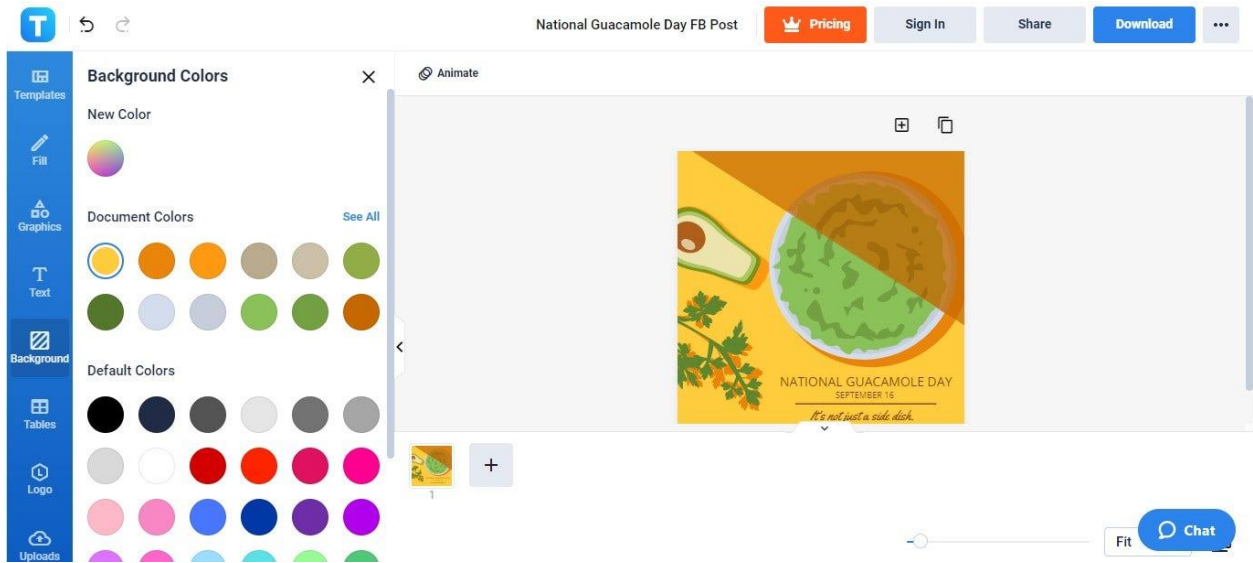 T
National Guacamole Day FB Post
Pricing
Sign In
Share
Download
Templates
Fill
Graphics
T
Text
Background
Tables
L
Logo
Uploads
Background Colors
New Color
Document Colors
See All
Default Colors
Animate
NATIONAL GUACAMOLE DAY
SEPTEMBER 16
It's not just a side dish.
1
Fit
Chat